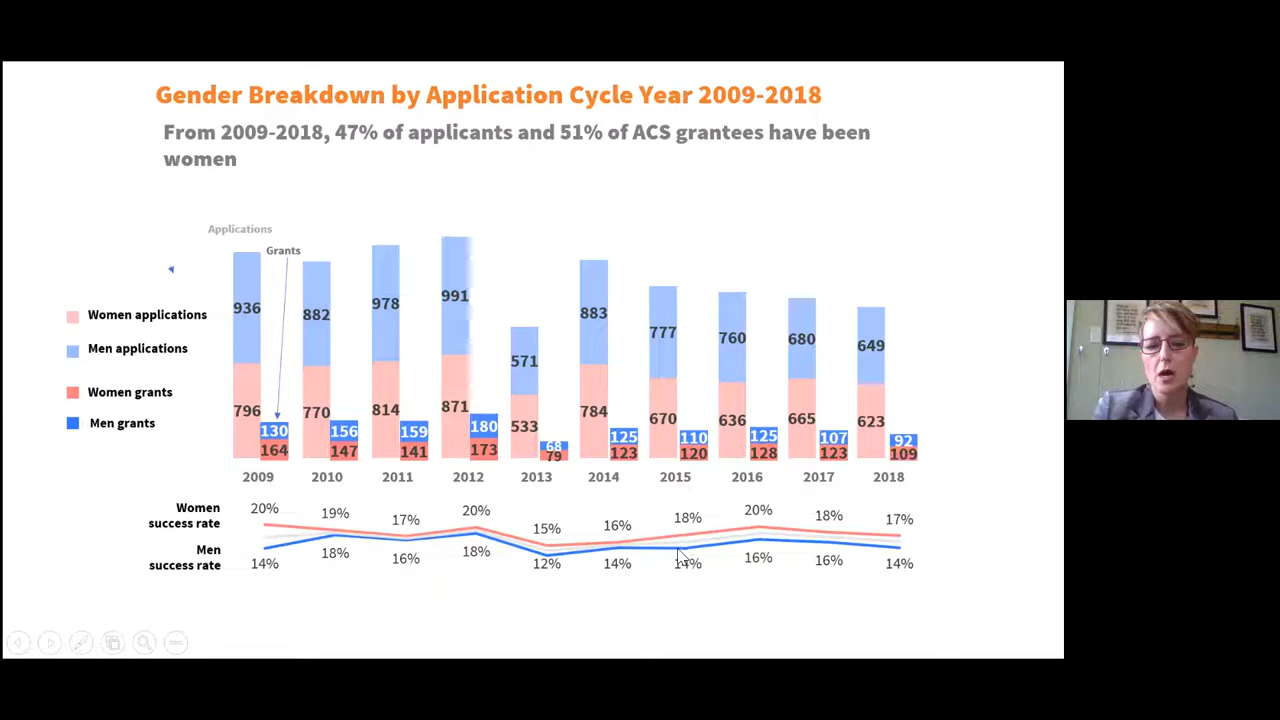 Gender Breakdown by Application Cycle Year 2009-2018
From 2009-2018, 47% of applicants and 51% of ACS grantees have been
women
Applications
Grants
Women applications
Men applications
Women grants
Men grants
936 882 978 991 571 883 777 760 680 649
796 770 814 871 533 784 670 636 665 623
130 156 159 180 68 125 110 125 107 92
164 147 141 173 79 123 120 128 123 109
2009 2010 2011 2012 2013 2014 2015 2016 2017 2018
Women
success rate
20% 19% 17% 20% 15% 16% 18% 20% 18% 17%
Men
success rate
14% 18% 16% 18% 12% 14% 14% 16% 16% 14%